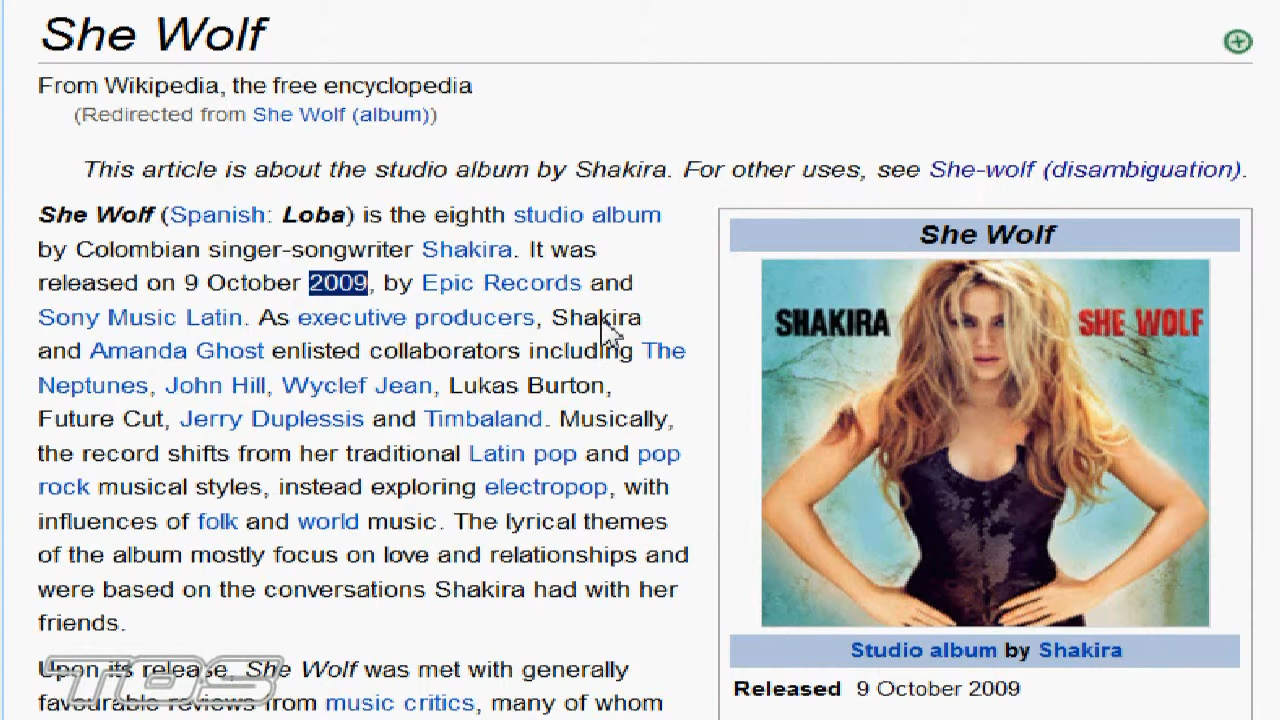 She Wolf
From Wikipedia, the free encyclopedia
(Redirected from She Wolf (album))
This article is about the studio album by Shakira. For other uses, see She-wolf (disambiguation).
She Wolf (Spanish: Loba) is the eighth studio album
by Colombian singer-songwriter Shakira. It was
released on 9 October 2009, by Epic Records and
Sony Music Latin. As executive producers, Shakira
and Amanda Ghost enlisted collaborators including The
Neptunes, John Hill, Wyclef Jean, Lukas Burton,
Future Cut, Jerry Duplessis and Timbaland. Musically,
the record shifts from her traditional Latin pop and pop
rock musical styles, instead exploring electropop, with
influences of folk and world music. The lyrical themes
of the album mostly focus on love and relationships and
were based on the conversations Shakira had with her
friends.
Upon its release, She Wolf was met with generally
favourable reviews from music critics, many of whom
She Wolf
SHAKIRA SHE WOLF
Studio album by Shakira
Released 9 October 2009